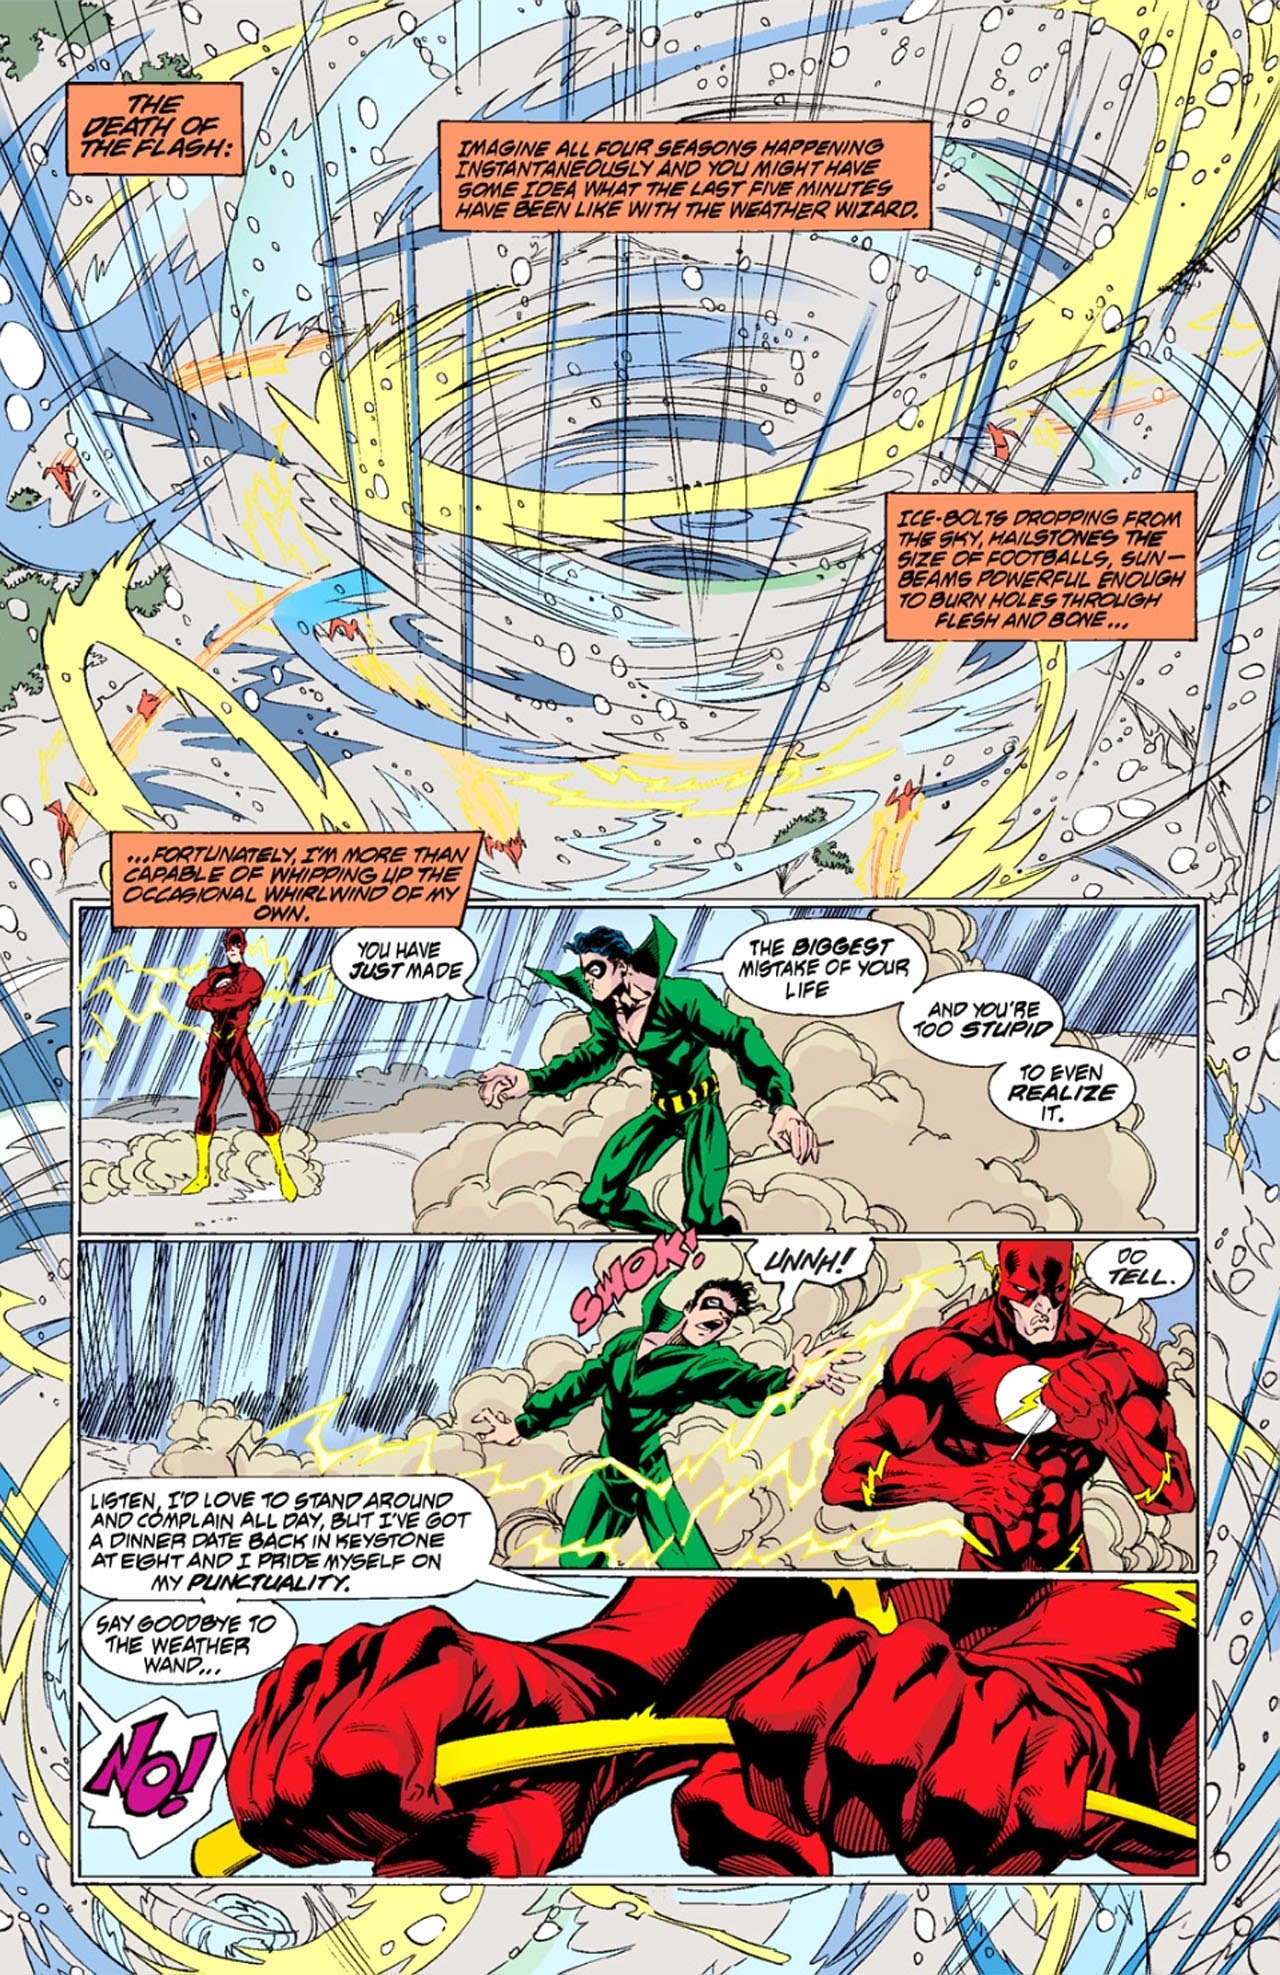 THE
DEATH OF
THE FLASH:
IMAGINE ALL FOUR SEASONS HAPPENING
INSTANTANEOUSLY AND YOU MIGHT HAVE
SOME IDEA WHAT THE LAST FIVE MINUTES
HAVE BEEN LIKE WITH THE WEATHER WIZARD.
ICE-BOLTS DROPPING FROM
THE SKY, HAILSTONES THE
SIZE OF FOOTBALLS, SUN—
BEAMS POWERFUL ENOUGH
TO BURN HOLES THROUGH
FLESH AND BONE...
...FORTUNATELY, I'M MORE THAN
CAPABLE OF WHIPPING UP THE
OCCASIONAL WHIRLWIND OF MY
OWN.
YOU HAVE
JUST MADE
THE BIGGEST
MISTAKE OF YOUR
LIFE
AND YOU'RE
TOO STUPID
TO EVEN
REALIZE
IT.
SWOK!
UNNH!
DO
TELL.
LISTEN, I'D LOVE TO STAND AROUND
AND COMPLAIN ALL DAY, BUT I'VE GOT
A DINNER DATE BACK IN KEYSTONE
AT EIGHT AND I PRIDE MYSELF ON
MY PUNCTUALITY.
SAY GOODBYE TO
THE WEATHER
WAND...
NO!